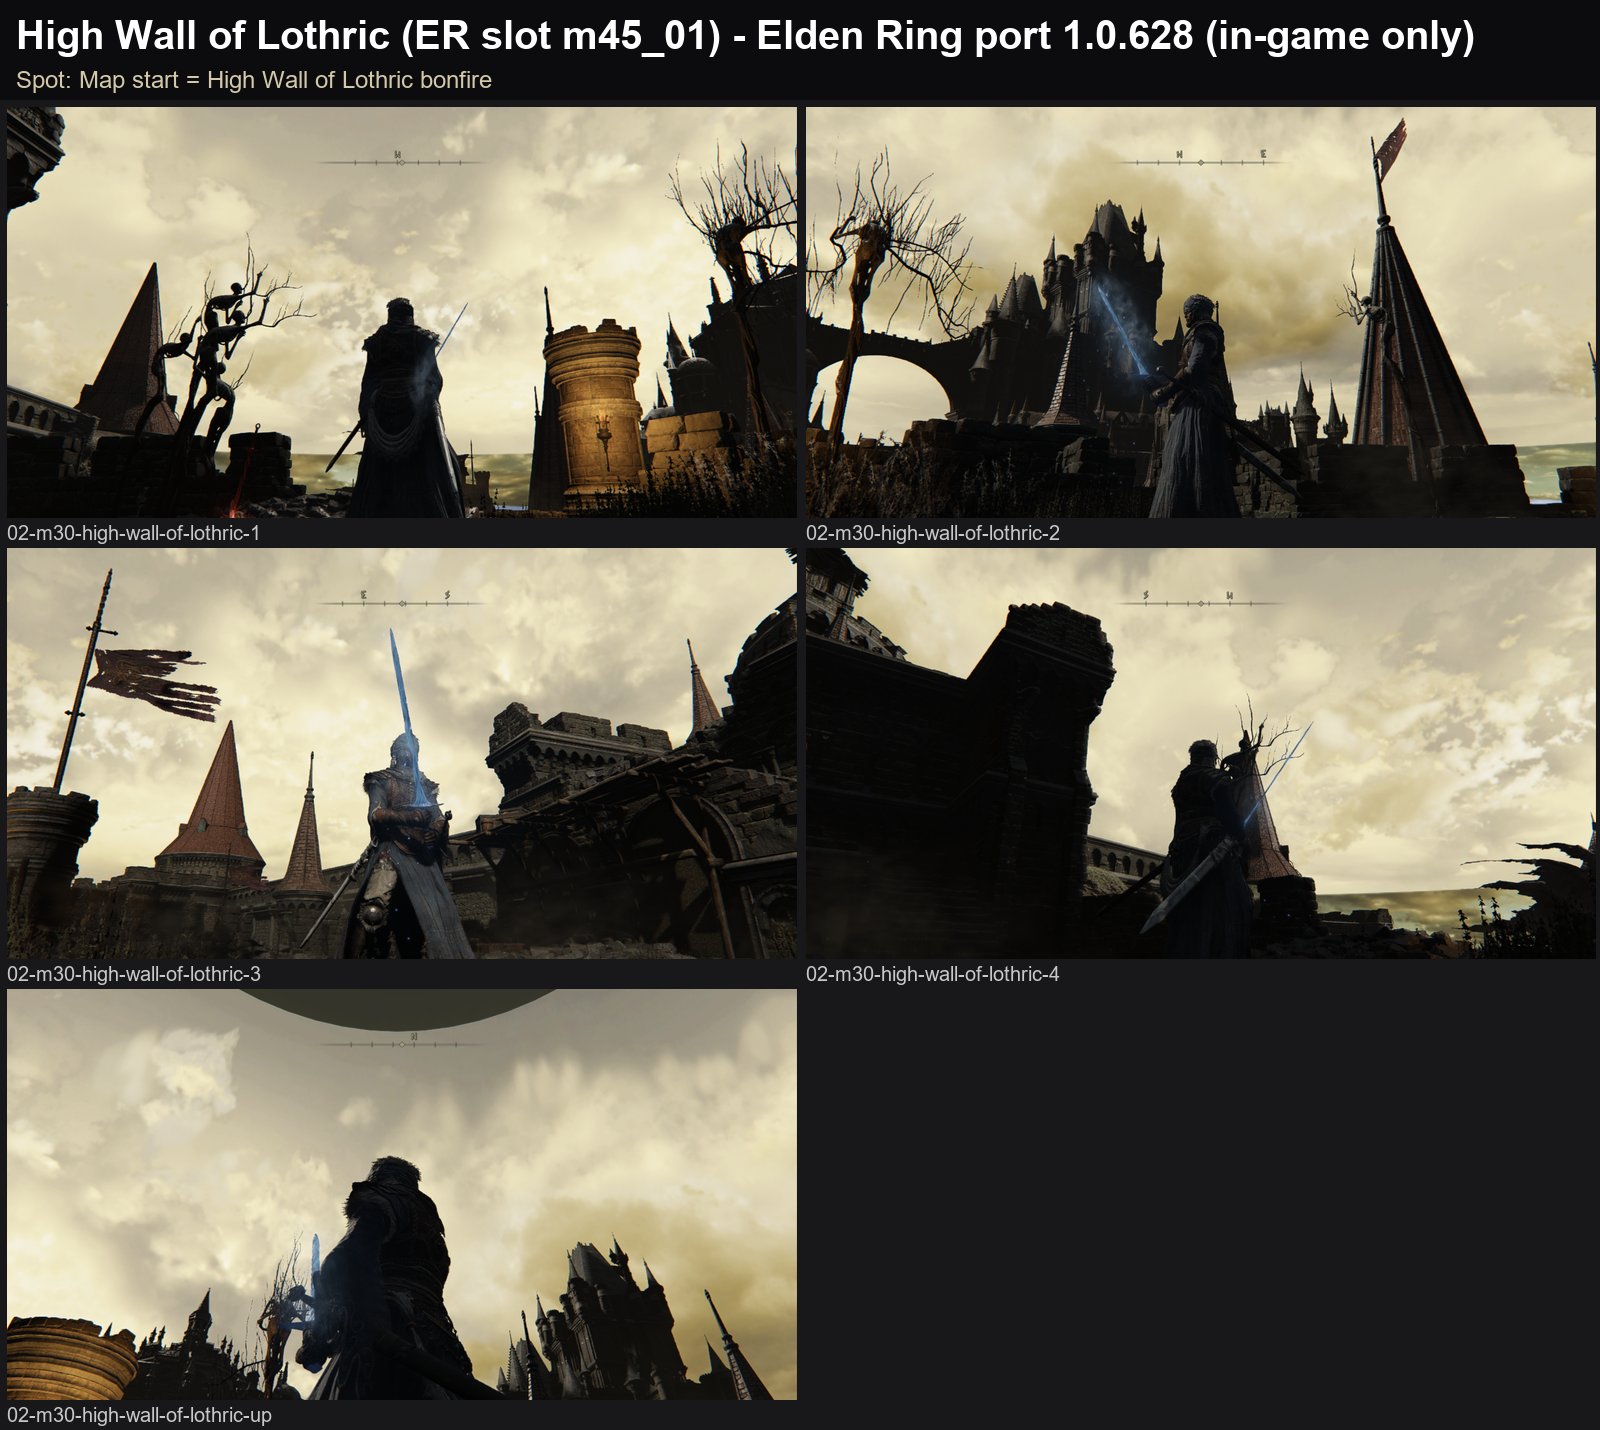 High Wall of Lothric (ER slot m45_01) - Elden Ring port 1.0.628 (in-game only)
Spot: Map start = High Wall of Lothric bonfire
W
N E
02-m30-high-wall-of-lothric-1
02-m30-high-wall-of-lothric-2
E S
S W
02-m30-high-wall-of-lothric-3
02-m30-high-wall-of-lothric-4
N
02-m30-high-wall-of-lothric-up